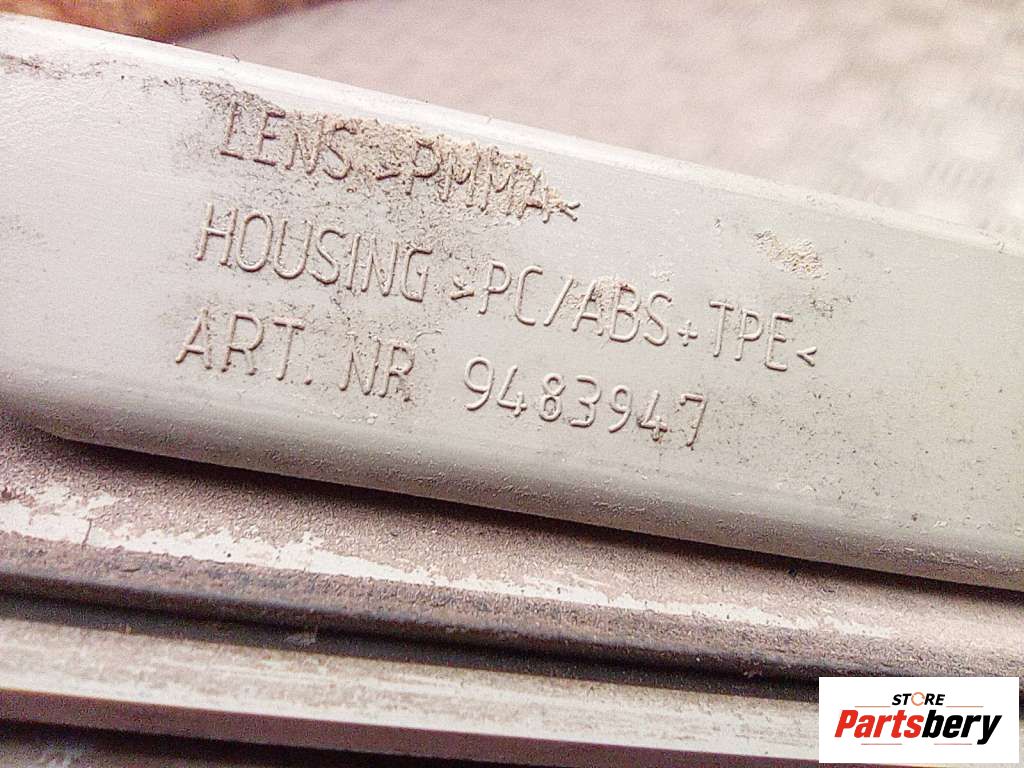 LENS >PMMA<
HOUSING >PC/ABS+TPE<
ART. NR 9483947
STORE
Partsbery